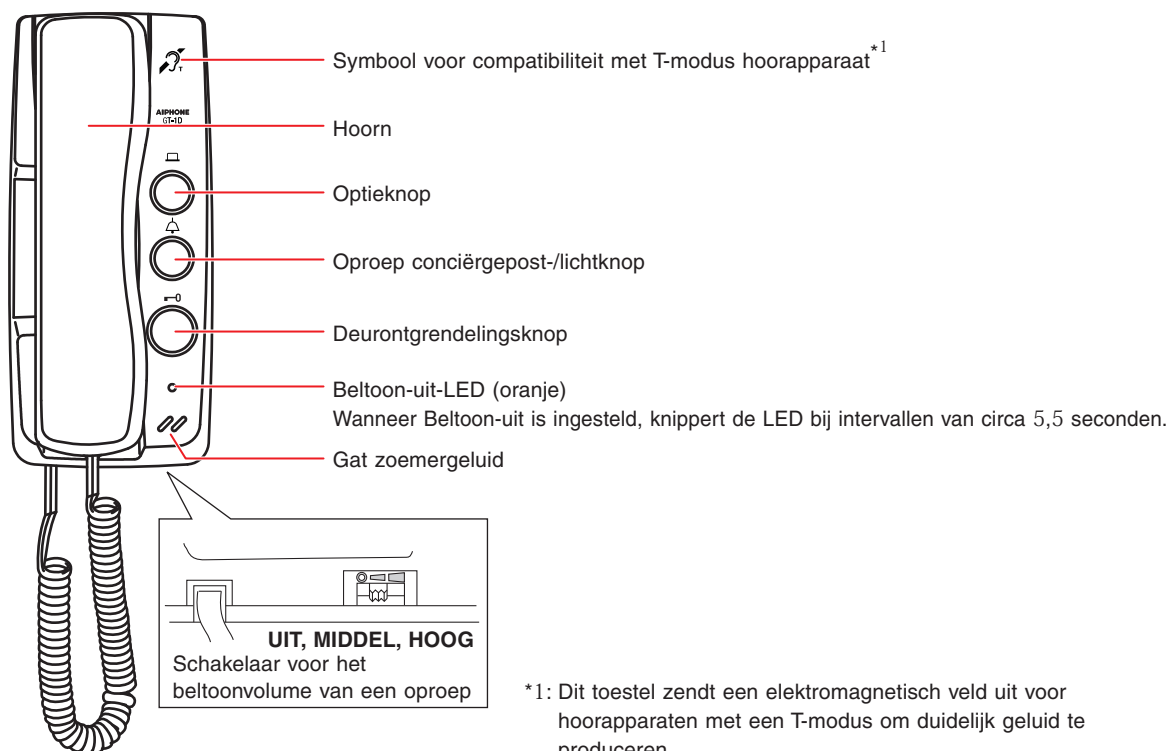 Symbool voor compatibiliteit met T-modus hoorapparaat*1
T
AIPHONE
GT-1D
Hoorn
Optieknop
Oproep conciërgepost-/lichtknop
Deurontgrendelingsknop
Beltoon-uit-LED (oranje)
Wanneer Beltoon-uit is ingesteld, knippert de LED bij intervallen van circa 5,5 seconden.
Gat zoemergeluid
UIT, MIDDEL, HOOG
Schakelaar voor het
beltoonvolume van een oproep
*1: Dit toestel zendt een elektromagnetisch veld uit voor
hoorapparaten met een T-modus om duidelijk geluid te
produceren